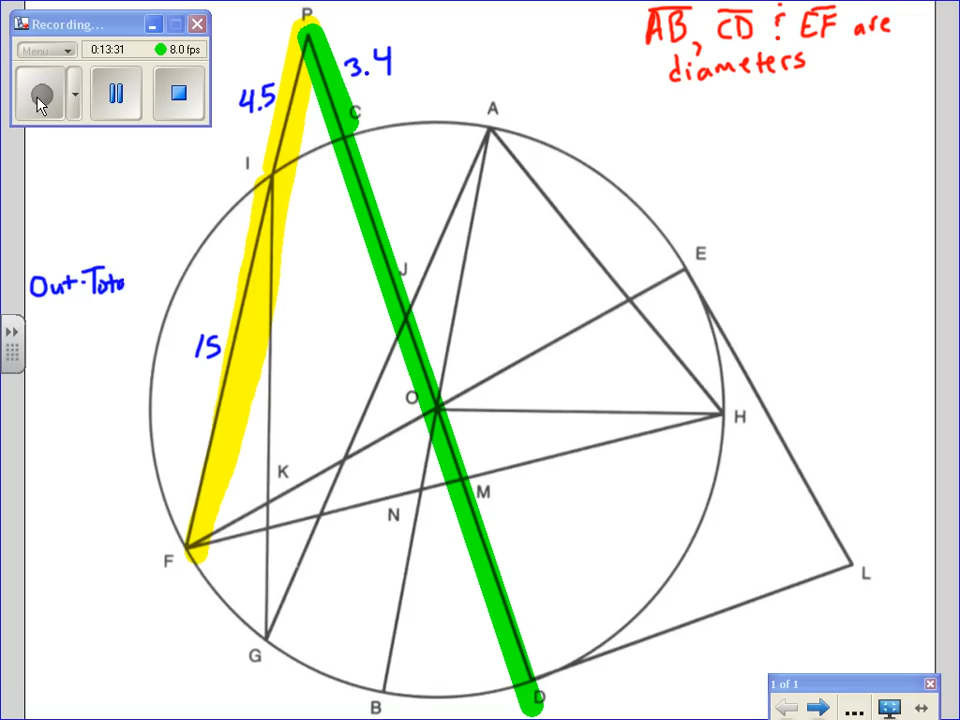 Recording...
Menu
0:13:31
8.0 fps
AB, CD & EF are
diameters
P
3.4
4.5
C
A
I
E
J
Out·Tota
15
O
H
K
M
N
F
L
G
B
D
1 of 1
...